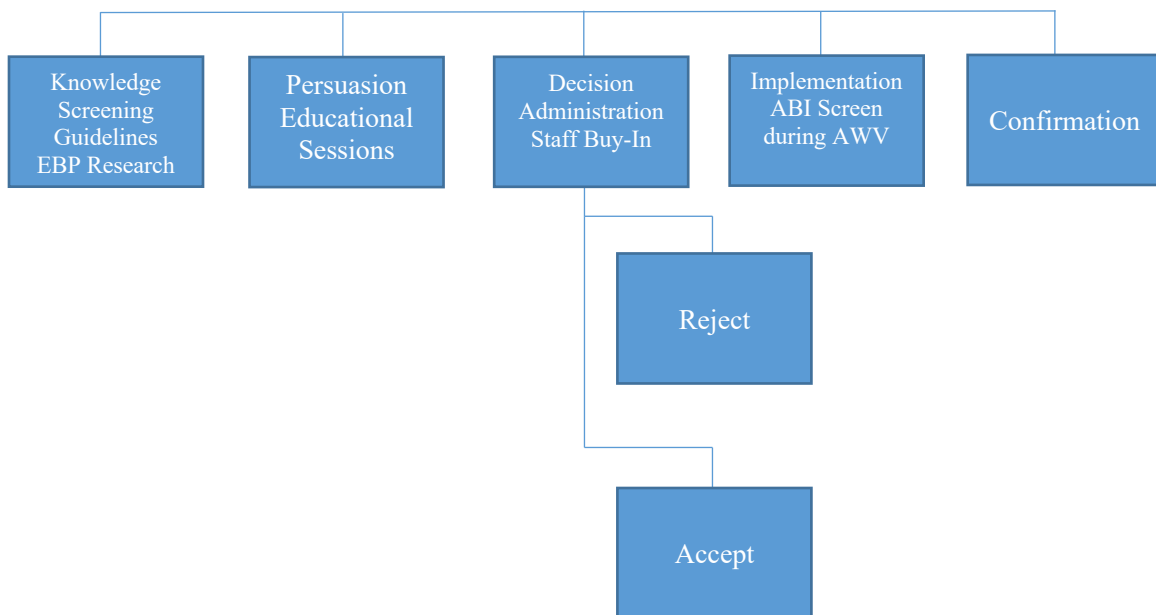 Knowledge
Screening
Guidelines
EBP Research
Persuasion
Educational
Sessions
Decision
Administration
Staff Buy-In
Implementation
ABI Screen
during AWV
Confirmation
Reject
Accept